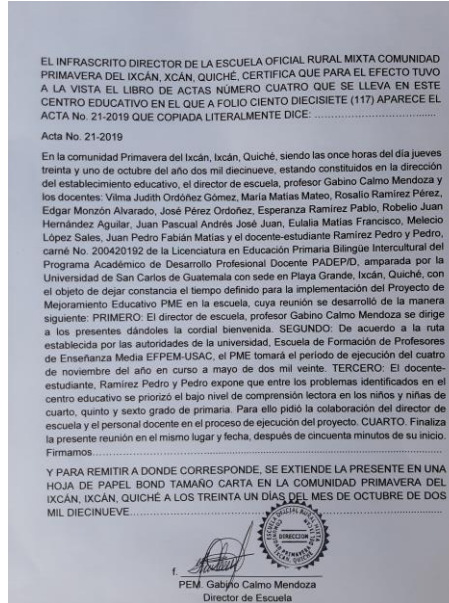 EL INFRASCRITO DIRECTOR DE LA ESCUELA OFICIAL RURAL MIXTA COMUNIDAD
PRIMAVERA DEL IXCÁN, XCÁN, QUICHÉ, CERTIFICA QUE PARA EL EFECTO TUVO
A LA VISTA EL LIBRO DE ACTAS NÚMERO CUATRO QUE SE LLEVA EN ESTE
CENTRO EDUCATIVO EN EL QUE A FOLIO CIENTO DIECISIETE (117) APARECE EL
ACTA No. 21-2019 QUE COPIADA LITERALMENTE DICE: ....................................
Acta No. 21-2019
En la comunidad Primavera del Ixcán, Ixcán, Quiché, siendo las once horas del día jueves
treinta y uno de octubre del año dos mil diecinueve, estando constituidos en la dirección
del establecimiento educativo, el director de escuela, profesor Gabino Calmo Mendoza y
los docentes: Vilma Judith Ordóñez Gómez, María Matías Mateo, Rosalío Ramírez Pérez,
Edgar Monzón Alvarado, José Pérez Ordoñez, Esperanza Ramírez Pablo, Robelio Juan
Hernández Aguilar, Juan Pascual Andrés José Juan, Eulalia Matías Francisco, Melecio
López Sales, Juan Pedro Fabián Matías y el docente-estudiante Ramírez Pedro y Pedro,
carné No. 200420192 de la Licenciatura en Educación Primaria Bilingüe Intercultural del
Programa Académico de Desarrollo Profesional Docente PADEP/D, amparada por la
Universidad de San Carlos de Guatemala con sede en Playa Grande, Ixcán, Quiché, con
el objeto de dejar constancia el tiempo definido para la implementación del Proyecto de
Mejoramiento Educativo PME en la escuela, cuya reunión se desarrolló de la manera
siguiente: PRIMERO: El director de escuela, profesor Gabino Calmo Mendoza se dirige
a los presentes dándoles la cordial bienvenida. SEGUNDO: De acuerdo a la ruta
establecida por las autoridades de la universidad, Escuela de Formación de Profesores
de Enseñanza Media EFPEM-USAC, el PME tomará el período de ejecución del cuatro
de noviembre del año en curso a mayo de dos mil veinte. TERCERO: El docente-
estudiante, Ramírez Pedro y Pedro expone que entre los problemas identificados en el
centro educativo se priorizó el bajo nivel de comprensión lectora en los niños y niñas de
cuarto, quinto y sexto grado de primaria. Para ello pidió la colaboración del director de
escuela y el personal docente en el proceso de ejecución del proyecto. CUARTO. Finaliza
la presente reunión en el mismo lugar y fecha, después de cincuenta minutos de su inicio.
Firmamos..............................................................................
Y PARA REMITIR A DONDE CORRESPONDE, SE EXTIENDE LA PRESENTE EN UNA
HOJA DE PAPEL BOND TAMAÑO CARTA EN LA COMUNIDAD PRIMAVERA DEL
IXCÁN, IXCÁN, QUICHÉ A LOS TREINTA UN DÍAS DEL MES DE OCTUBRE DE DOS
MIL DIECINUEVE..............................................................................
ESCUELA OFICIAL RURAL MIXTA
DIRECCION
PRIMAVERA
IXCAN, QUICHE
f.
PEM. Gabino Calmo Mendoza
Director de Escuela